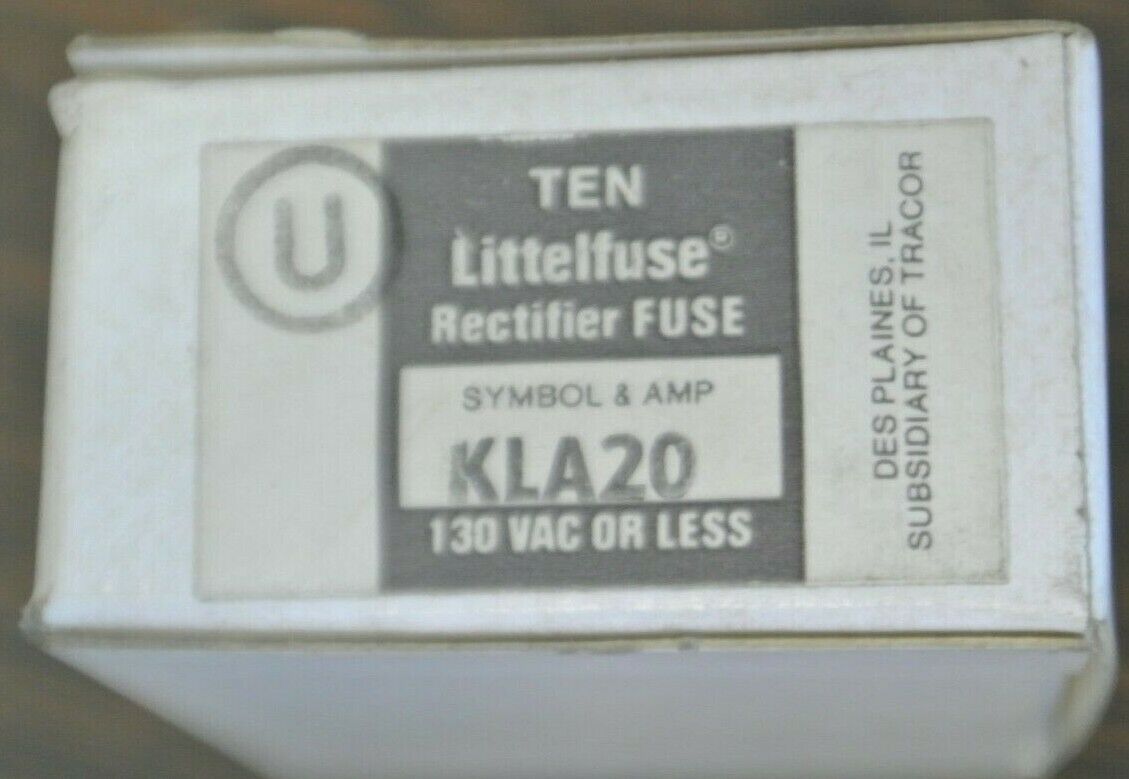 U
TEN
Littelfuse®
Rectifier FUSE
SYMBOL & AMP
KLA20
130 VAC OR LESS
DES PLAINES, IL
SUBSIDIARY OF TRACOR